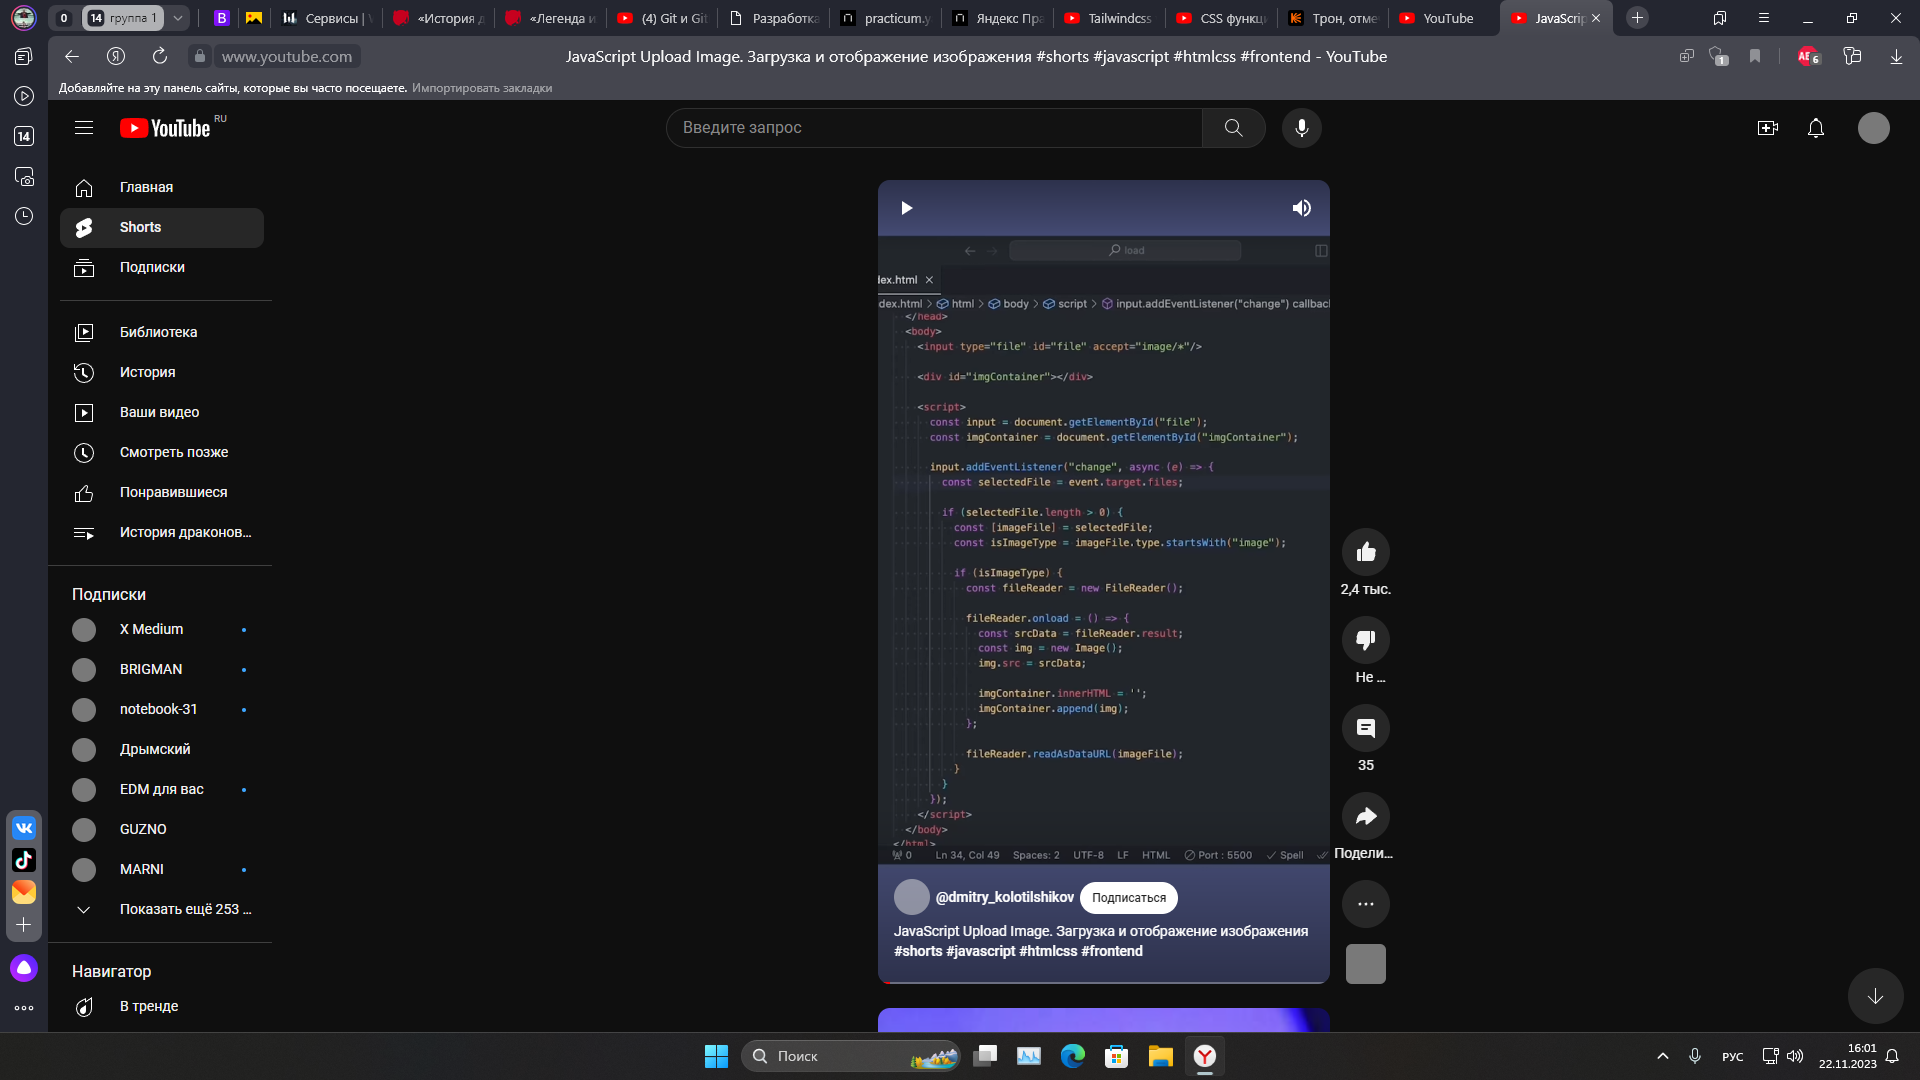 0
14 группа 1
Сервисы |
«История д
«Легенда и
(4) Git и Git
Разработка
practicum.y
Яндекс Пра
Tailwindcss
CSS функц
Трон, отме
YouTube
JavaScrip
www.youtube.com
JavaScript Upload Image. Загрузка и отображение изображения #shorts #javascript #htmlcss #frontend - YouTube
1
6
Добавляйте на эту панель сайты, которые вы часто посещаете. Импортировать закладки
14
YouTube RU
Введите запрос
Главная
Shorts
Подписки
Библиотека
История
Ваши видео
Смотреть позже
Понравившиеся
История драконов...
Подписки
X Medium
BRIGMAN
notebook-31
Дрымский
EDM для вас
GUZNO
MARNI
Показать ещё 253 ...
Навигатор
В тренде
load
dex.html
dex.html > html > body > script > input.addEventListener("change") callbac
</head>
<body>
<input type="file" id="file" accept="image/*"/>
<div id="imgContainer"></div>
<script>
const input = document.getElementById("file");
const imgContainer = document.getElementById("imgContainer");
input.addEventListener("change", async (e) => {
const selectedFile = event.target.files;
if (selectedFile.length > 0) {
const [imageFile] = selectedFile;
const isImageType = imageFile.type.startsWith("image");
if (isImageType) {
const fileReader = new FileReader();
fileReader.onload = () => {
const srcData = fileReader.result;
const img = new Image();
img.src = srcData;
imgContainer.innerHTML = '';
imgContainer.append(img);
};
fileReader.readAsDataURL(imageFile);
}
}
});
</script>
</body>
</html>
0 Ln 34, Col 49 Spaces: 2 UTF-8 LF HTML Port : 5500 Spell
@dmitry_kolotilshikov Подписаться
JavaScript Upload Image. Загрузка и отображение изображения
#shorts #javascript #htmlcss #frontend
2,4 тыс.
Не ...
35
Подели...
Поиск
РУС
16:01
22.11.2023